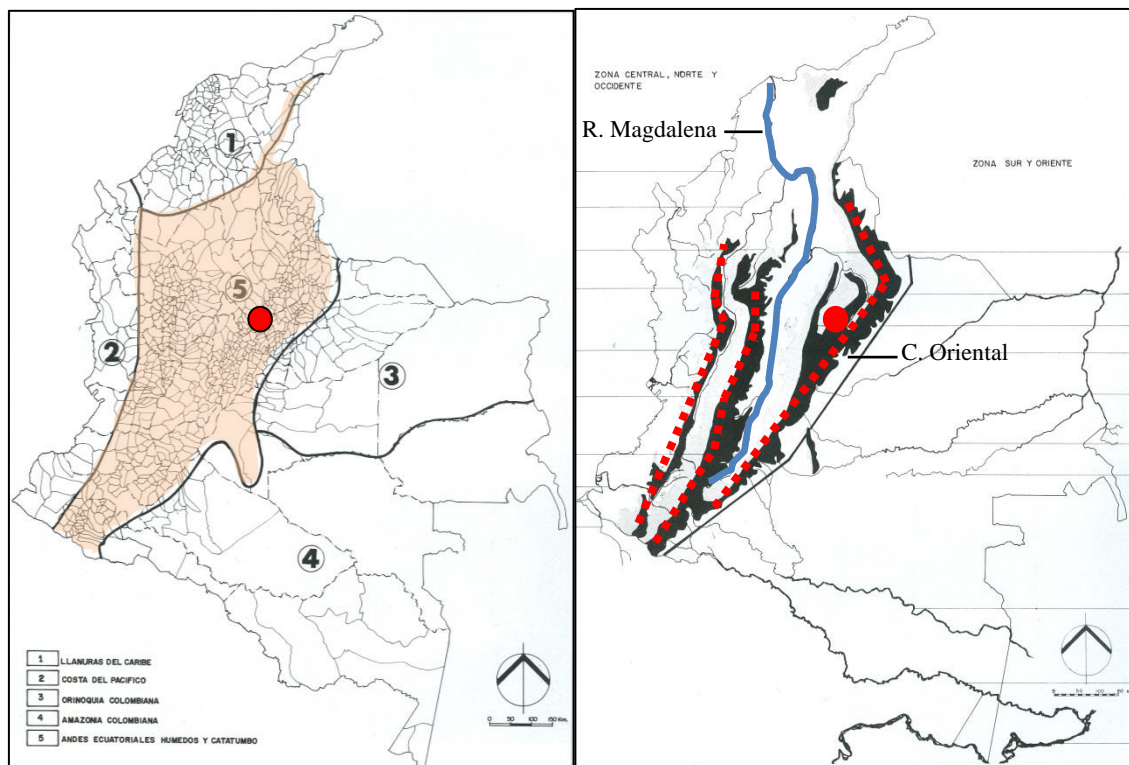 1
5
2
3
4
1 LLANURAS DEL CARIBE
2 COSTA DEL PACIFICO
3 ORINOQUIA COLOMBIANA
4 AMAZONIA COLOMBIANA
5 ANDES ECUATORIALES HUMEDOS Y CATATUMBO
0 50 100 150 Km.
ZONA CENTRAL, NORTE Y
OCCIDENTE
R. Magdalena
ZONA SUR Y ORIENTE
C. Oriental